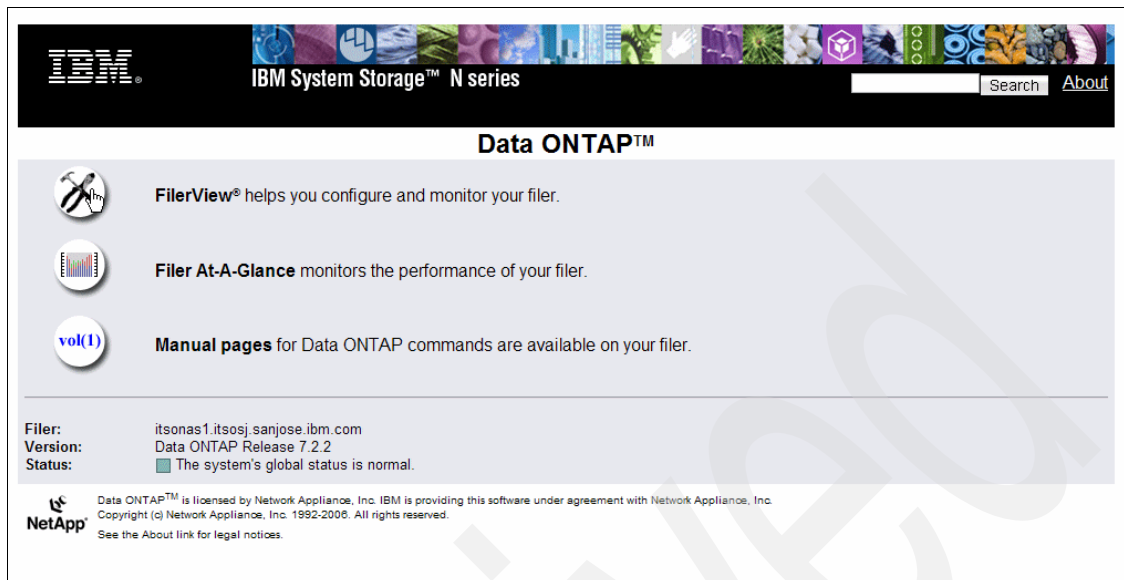 IBM®
IBM System Storage™ N series
Search About
Data ONTAP™
FilerView® helps you configure and monitor your filer.
Filer At-A-Glance monitors the performance of your filer.
vol(1)
Manual pages for Data ONTAP commands are available on your filer.
Filer: itsonas1.itsosj.sanjose.ibm.com
Version: Data ONTAP Release 7.2.2
Status: The system's global status is normal.
Data ONTAP™ is licensed by Network Appliance, Inc. IBM is providing this software under agreement with Network Appliance, Inc.
Copyright (c) Network Appliance, Inc. 1992-2006. All rights reserved.
NetApp®
See the About link for legal notices.